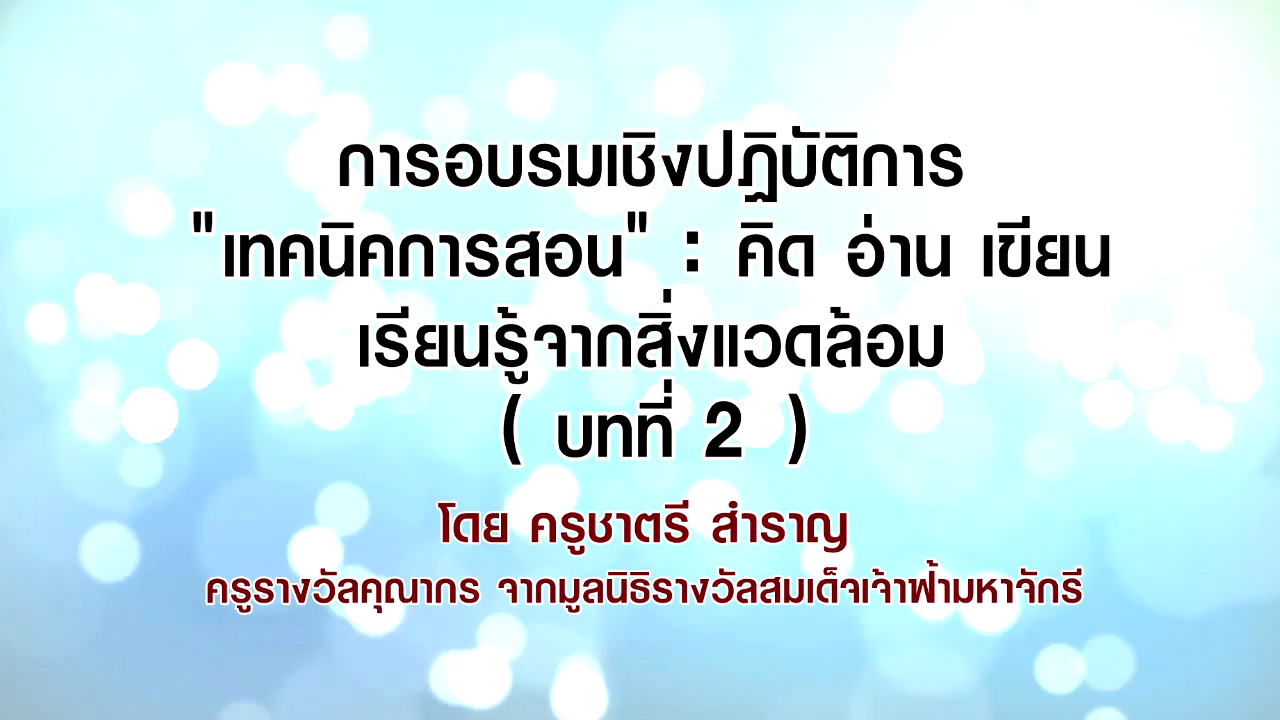 การอบรมเชิงปฏิบัติการ
"เทคนิคการสอน" : คิด อ่าน เขียน
เรียนรู้จากสิ่งแวดล้อม
( บทที่ 2 )
โดย ครูชาตรี สำราญ
ครูรางวัลคุณากร จากมูลนิธิรางวัลสมเด็จเจ้าฟ้ามหาจักรี